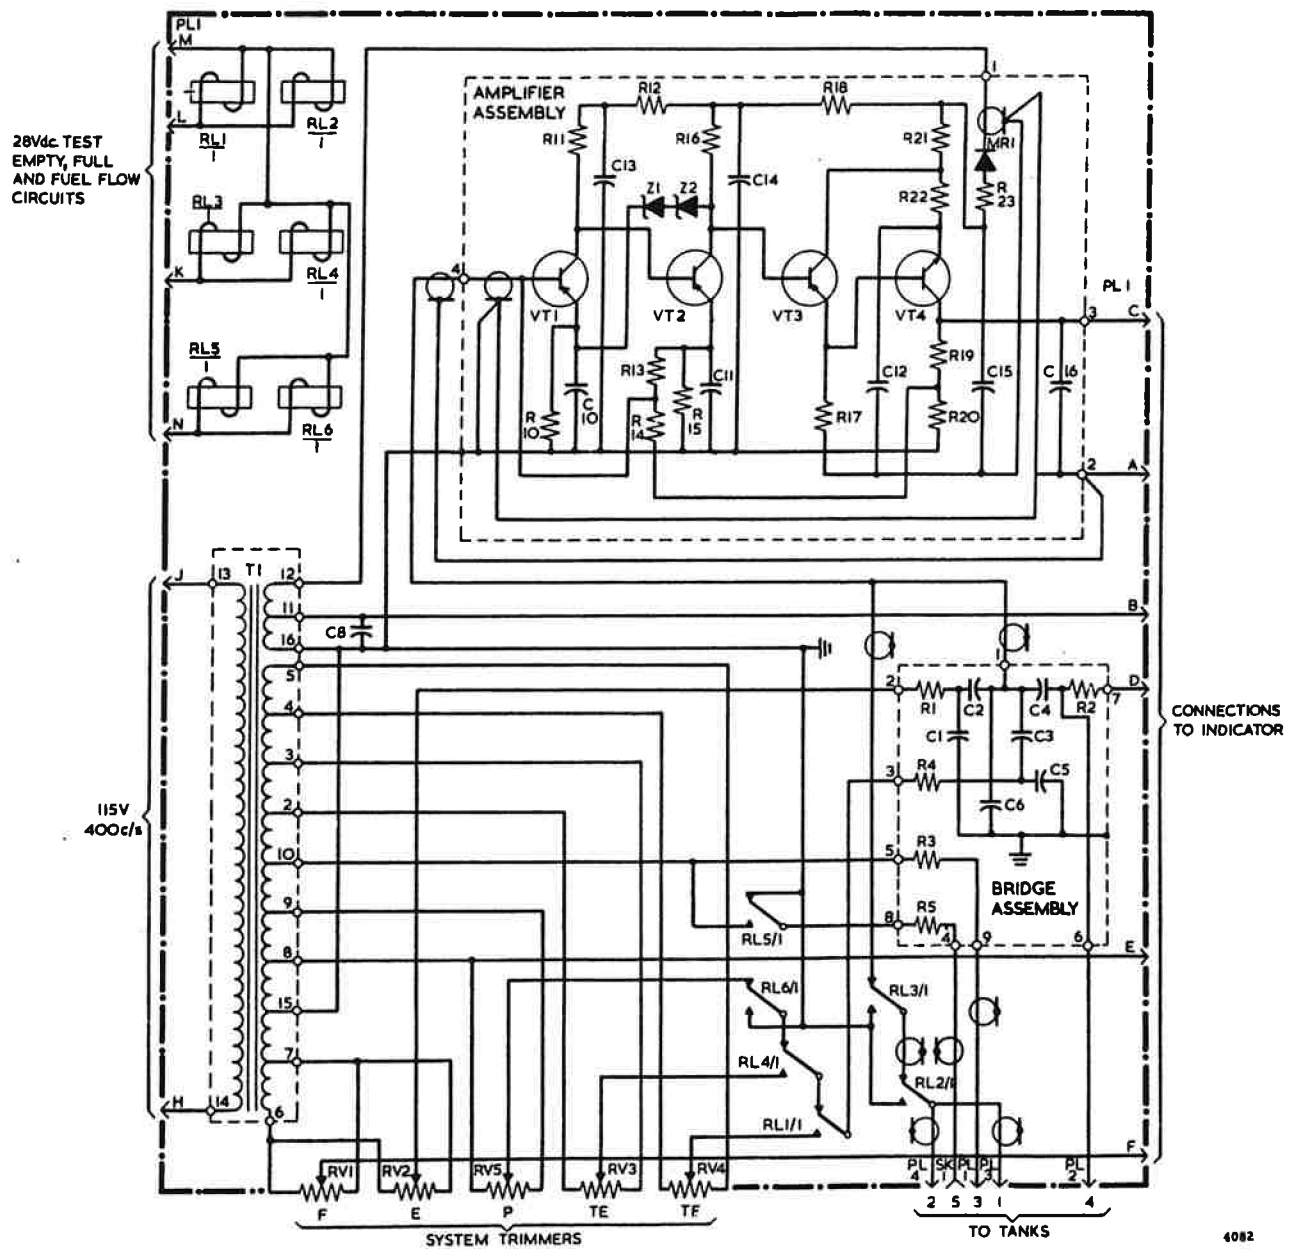 PL1
M
L
RL1
1
RL2
1
28Vdc TEST
EMPTY, FULL
AND FUEL FLOW
CIRCUITS
RL3
1
K
RL4
1
RL5
1
N
RL6
1
AMPLIFIER
ASSEMBLY
R12
R18
1
R11
R16
R21
MR1
C13
C14
Z1
Z2
R22
R
23
4
VT1
VT2
VT3
VT4
PL1
3
C
R13
C11
C12
R19
C15
C 16
R
10
C
10
R
14
R
15
R17
R20
2
A
J
13
T1
12
11
B
C8
16
5
1
2
R1
C2
C4
R2
7
D
CONNECTIONS
TO INDICATOR
4
C1
C3
3
3
R4
C5
115V
400c/s
2
C6
10
5
R3
BRIDGE
ASSEMBLY
9
RL5/1
8
R5
4
9
6
8
E
RL6/1
RL3/1
15
RL4/1
7
RL2/1
H
14
6
RL1/1
F
RV1
RV2
RV5
RV3
RV4
PL
4
SK
1
PL
1
PL
3
PL
2
F
E
P
TE
TF
2
5
3
1
4
SYSTEM TRIMMERS
TO TANKS
4082